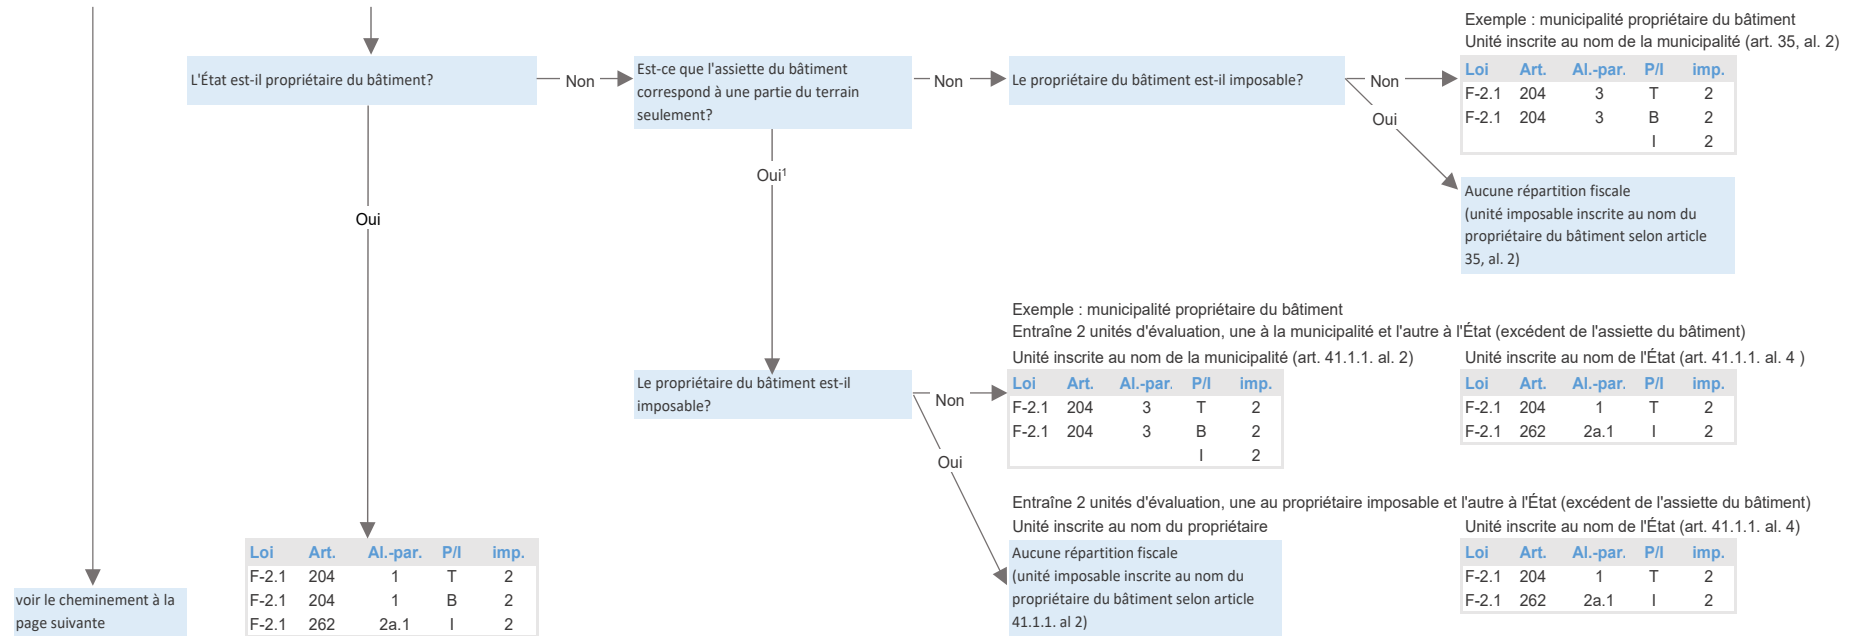 Exemple : municipalité propriétaire du bâtiment
Unité inscrite au nom de la municipalité (art. 35, al. 2)
L'État est-il propriétaire du bâtiment?
Non
Est-ce que l'assiette du bâtiment
correspond à une partie du terrain
seulement?
Non
Le propriétaire du bâtiment est-il imposable?
Non
Loi Art. Al.-par. P/I imp.
F-2.1 204 3 T 2
F-2.1 204 3 B 2
I 2
Oui
Aucune répartition fiscale
(unité imposable inscrite au nom du
propriétaire du bâtiment selon article
35, al. 2)
Oui¹
Oui
Exemple : municipalité propriétaire du bâtiment
Entraîne 2 unités d'évaluation, une à la municipalité et l'autre à l'État (excédent de l'assiette du bâtiment)
Unité inscrite au nom de la municipalité (art. 41.1.1. al. 2)
Unité inscrite au nom de l'État (art. 41.1.1. al. 4 )
Le propriétaire du bâtiment est-il
imposable?
Non
Loi Art. Al.-par. P/I imp.
F-2.1 204 3 T 2
F-2.1 204 3 B 2
I 2
Loi Art. Al.-par. P/I imp.
F-2.1 204 1 T 2
F-2.1 262 2a.1 I 2
Oui
Entraîne 2 unités d'évaluation, une au propriétaire imposable et l'autre à l'État (excédent de l'assiette du bâtiment)
Unité inscrite au nom du propriétaire
Unité inscrite au nom de l'État (art. 41.1.1. al. 4)
Aucune répartition fiscale
(unité imposable inscrite au nom du
propriétaire du bâtiment selon article
41.1.1. al 2)
Loi Art. Al.-par. P/I imp.
F-2.1 204 1 T 2
F-2.1 262 2a.1 I 2
Loi Art. Al.-par. P/I imp.
F-2.1 204 1 T 2
F-2.1 204 1 B 2
F-2.1 262 2a.1 I 2
voir le cheminement à la
page suivante